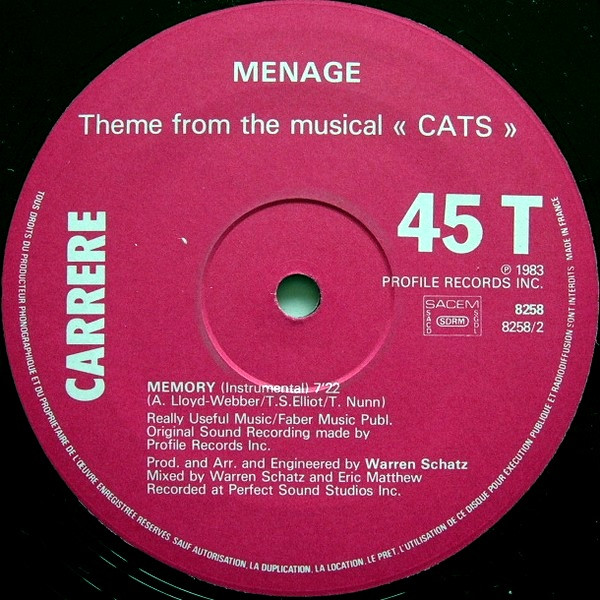 MENAGE
Theme from the musical « CATS »
CARRERE
45 T
℗ 1983
PROFILE RECORDS INC.
SACEM
SACD
SDRM
SGDL
8258
8258/2
MEMORY (Instrumental) 7'22
(A. Lloyd-Webber/T.S.Elliot/T. Nunn)
Really Useful Music/Faber Music Publ.
Original Sound Recording made by
Profile Records Inc.
Prod. and Arr. and Engineered by Warren Schatz
Mixed by Warren Schatz and Eric Matthew
Recorded at Perfect Sound Studios Inc.
TOUS DROITS DU PRODUCTEUR PHONOGRAPHIQUE ET DU PROPRIETAIRE DE L'ŒUVRE ENREGISTREE RESERVES. SAUF AUTORISATION, LA DUPLICATION, LA LOCATION, LE PRET, L'UTILISATION DE CE DISQUE POUR EXECUTION PUBLIQUE ET RADIODIFFUSION SONT INTERDITS MADE IN FRANCE